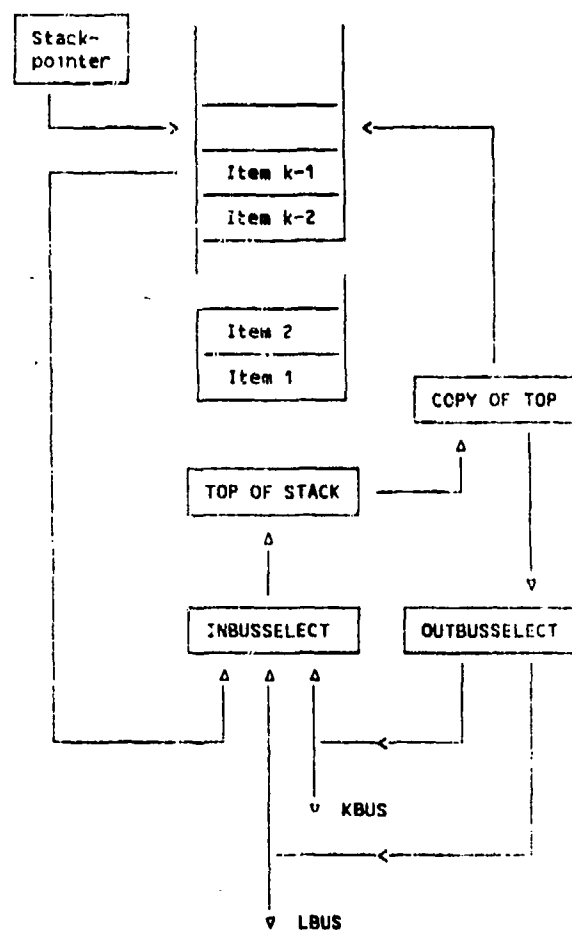 Stack-
pointer
Item k-1
Item k-2
Item 2
Item 1
COPY OF TOP
TOP OF STACK
INBUSSELECT
OUTBUSSELECT
KBUS
LBUS